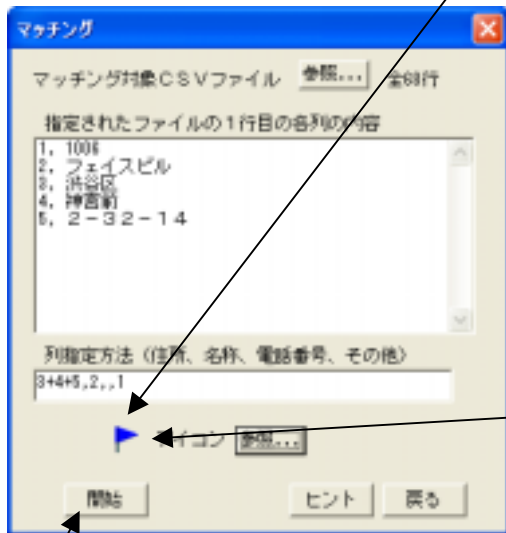 マッチング
マッチング対象CSVファイル 参照... 全68行
指定されたファイルの1行目の各列の内容
1, 1006
2, フェイスビル
3, 渋谷区
4, 神宮前
5, 2-32-14
列指定方法（住所、名称、電話番号、その他）
3+4+5,2,,1
アイコン 参照...
開始 ヒント 戻る